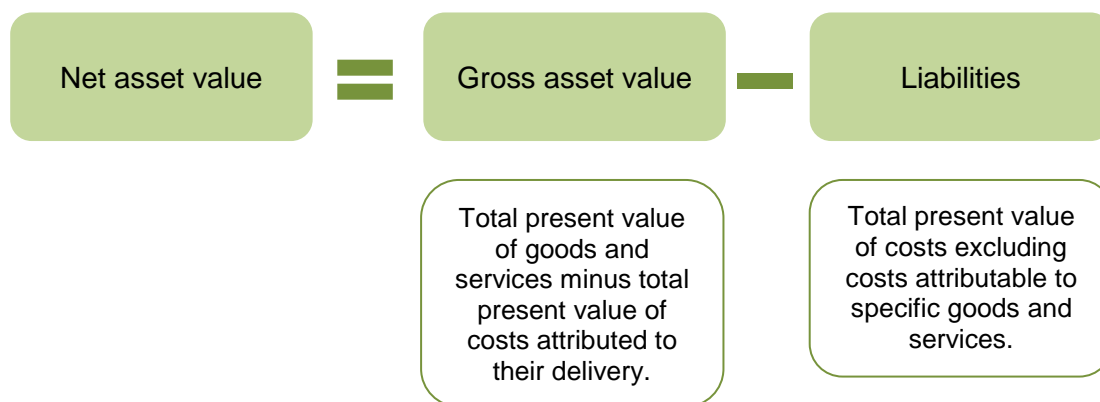 Net asset value
Gross asset value
Liabilities
Total present value
of goods and
services minus total
present value of
costs attributed to
their delivery.
Total present value
of costs excluding
costs attributable to
specific goods and
services.